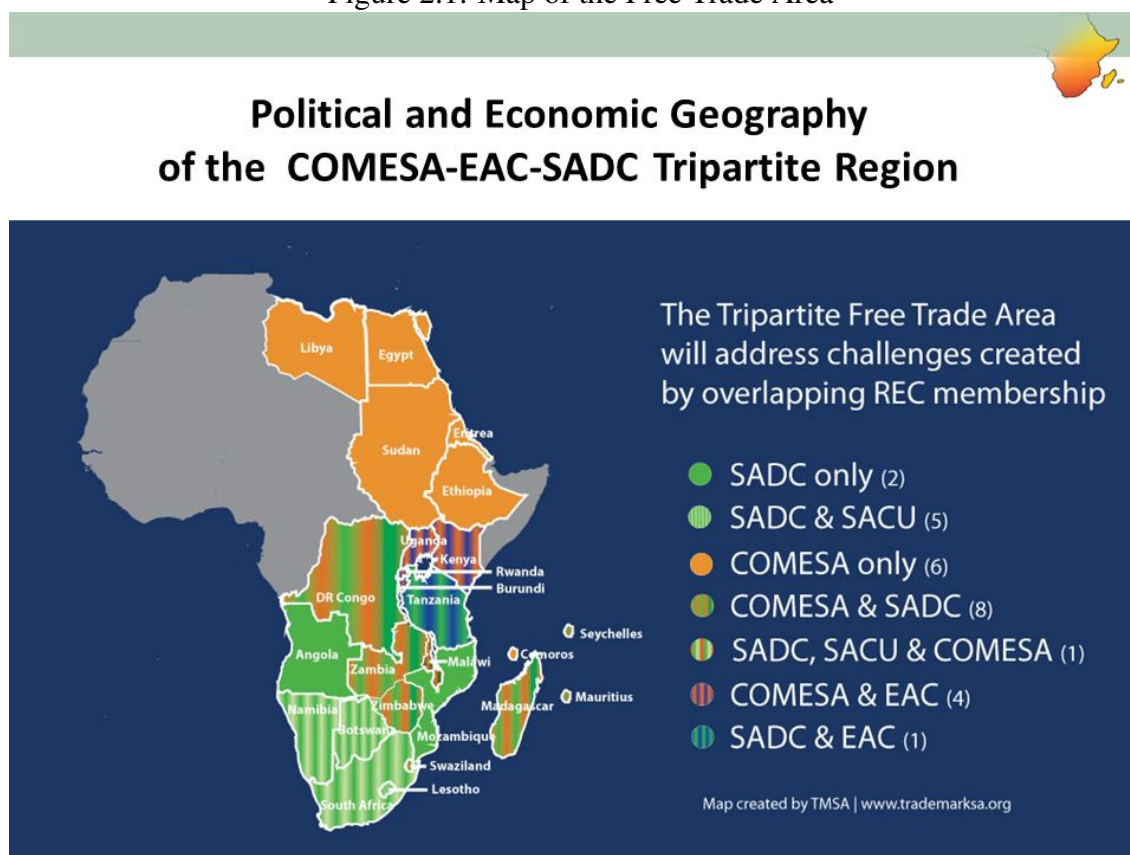 Figure 2.1: Map of the Free Trade Area
Political and Economic Geography
of the COMESA-EAC-SADC Tripartite Region
The Tripartite Free Trade Area
will address challenges created
by overlapping REC membership
SADC only (2)
SADC & SACU (5)
COMESA only (6)
COMESA & SADC (8)
SADC, SACU & COMESA (1)
COMESA & EAC (4)
SADC & EAC (1)
Map created by TMSA | www.trademarksa.org
Libya
Egypt
Sudan
Eritrea
Ethiopia
Uganda
Kenya
Rwanda
Burundi
DR Congo
Tanzania
Seychelles
Angola
Malawi
Comoros
Zambia
Mauritius
Namibia
Zimbabwe
Madagascar
Botswana
Mozambique
Swaziland
Lesotho
South Africa